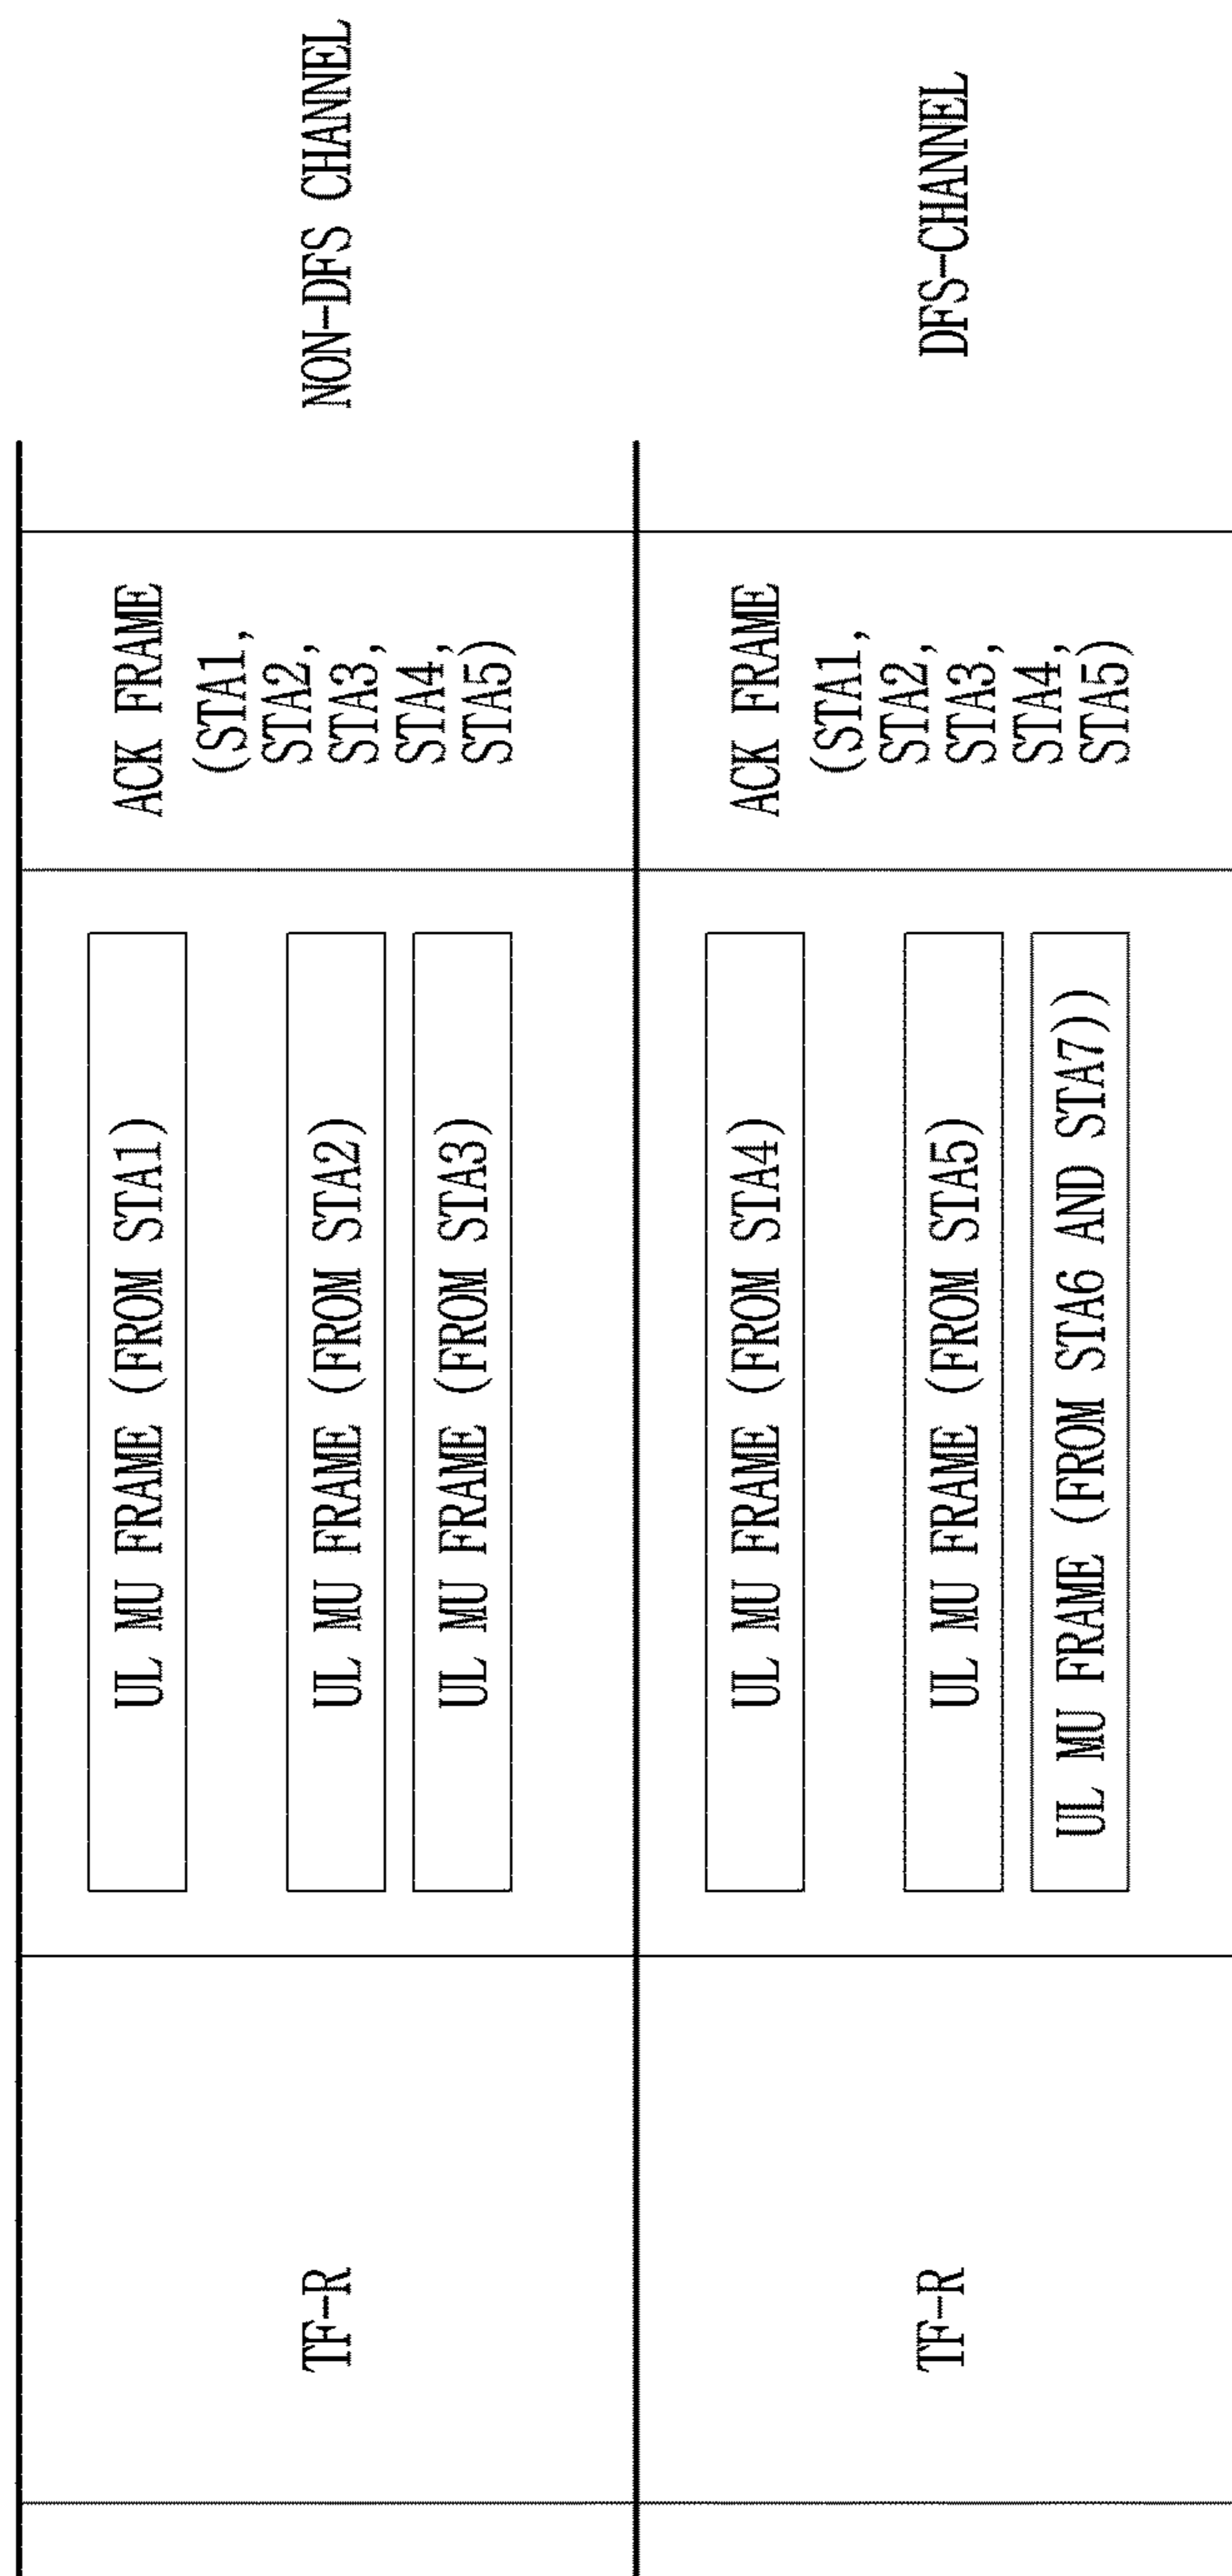 TF-R
UL MU FRAME (FROM STA1)
UL MU FRAME (FROM STA2)
UL MU FRAME (FROM STA3)
ACK FRAME
(STA1,
STA2,
STA3,
STA4,
STA5)
NON-DFS CHANNEL
TF-R
UL MU FRAME (FROM STA4)
UL MU FRAME (FROM STA5)
UL MU FRAME (FROM STA6 AND STA7))
ACK FRAME
(STA1,
STA2,
STA3,
STA4,
STA5)
DFS-CHANNEL